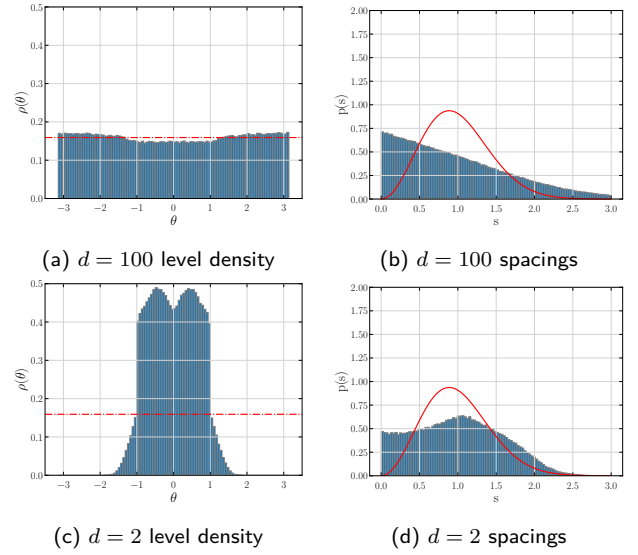 0.5
0.4
0.3
0.2
0.1
0.0
ρ(θ)
−3 −2 −1 0 1 2 3
θ
2.00
1.75
1.50
1.25
1.00
0.75
0.50
0.25
0.00
p(s)
0.0 0.5 1.0 1.5 2.0 2.5 3.0
s
(a) d = 100 level density
(b) d = 100 spacings
0.5
0.4
0.3
0.2
0.1
0.0
ρ(θ)
−3 −2 −1 0 1 2 3
θ
2.00
1.75
1.50
1.25
1.00
0.75
0.50
0.25
0.00
p(s)
0.0 0.5 1.0 1.5 2.0 2.5 3.0
s
(c) d = 2 level density
(d) d = 2 spacings